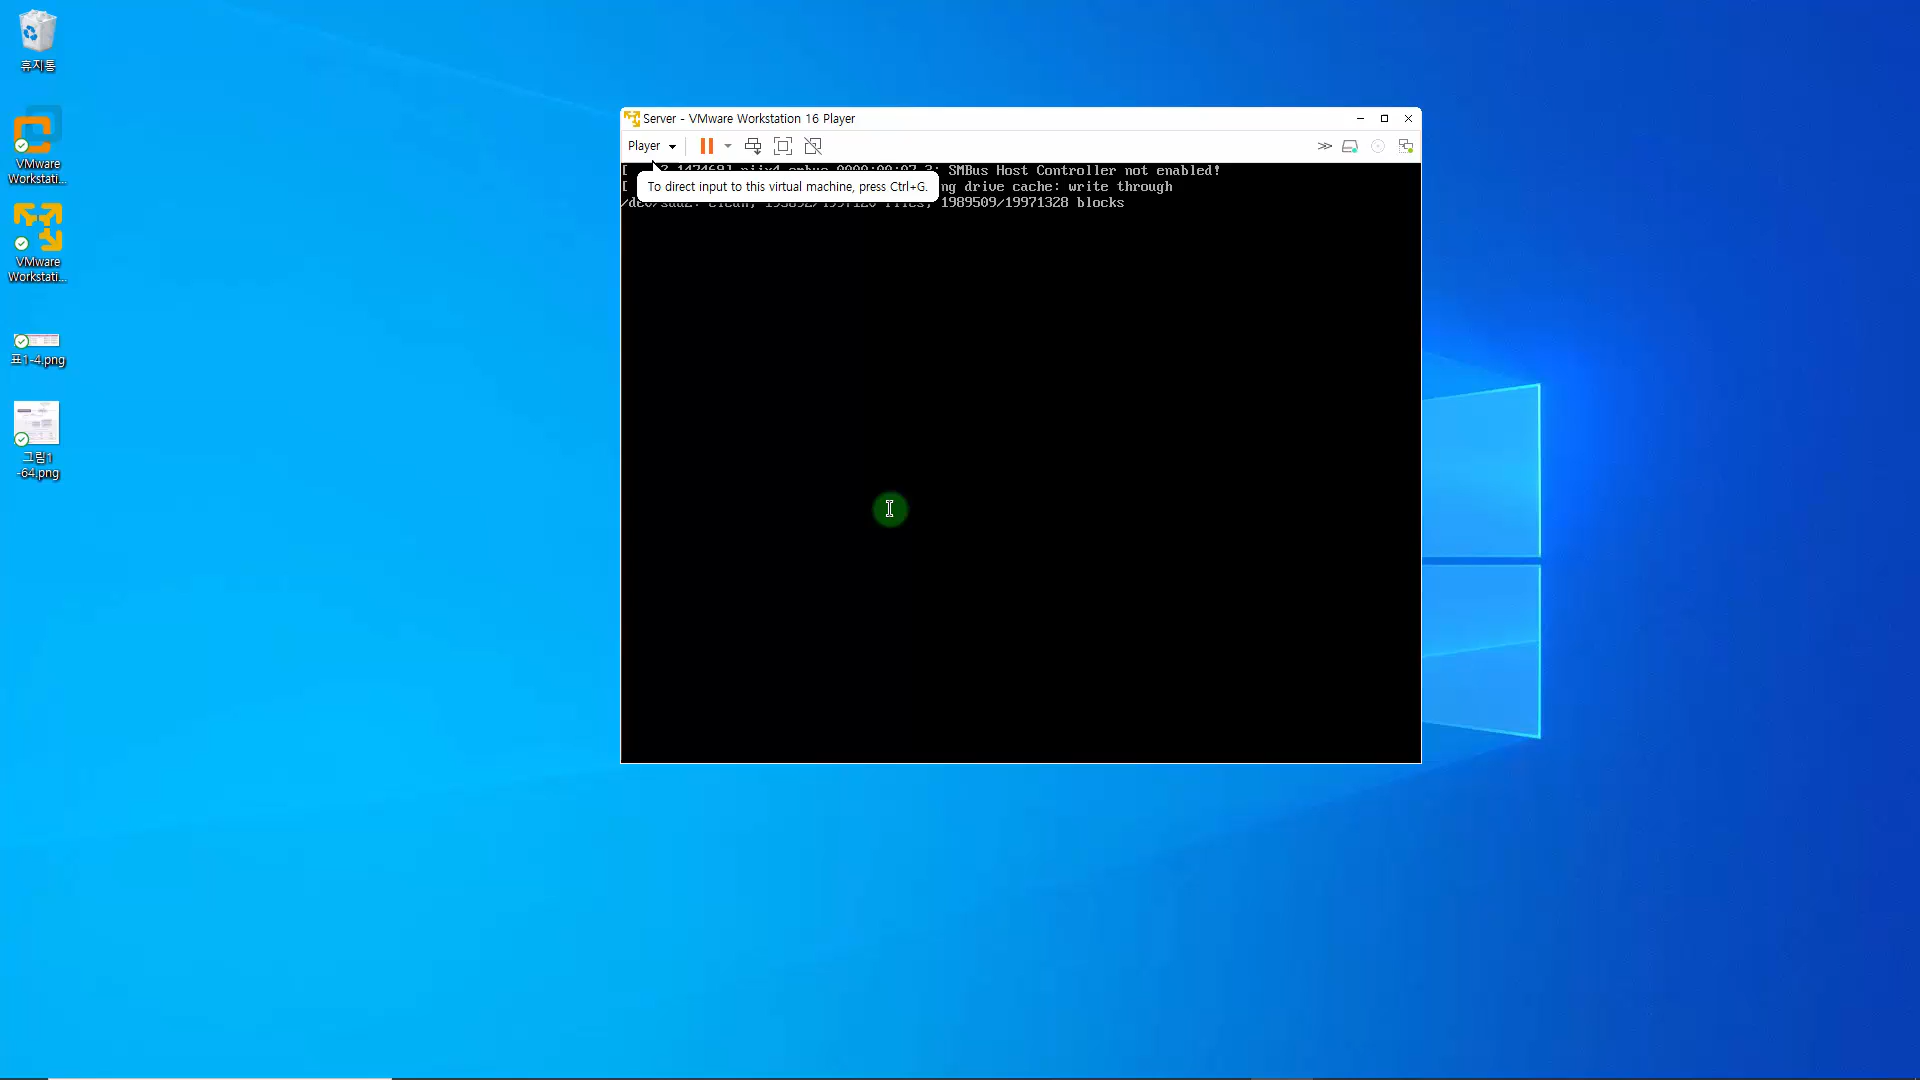 휴지통
VMware
Workstati...
VMware
Workstati...
표1-4.png
그림1
-64.png
Server - VMware Workstation 16 Player
Player
[ SMBus Host Controller not enabled!
To direct input to this virtual machine, press Ctrl+G.
[ ng drive cache: write through
clean, files, 1989509/19971328 blocks